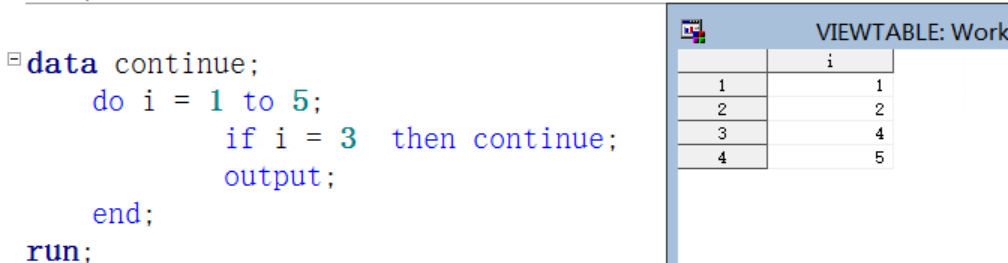 data continue;
do i = 1 to 5;
if i = 3 then continue;
output;
end;
run;
VIEWTABLE: Work
i
1 1
2 2
3 4
4 5